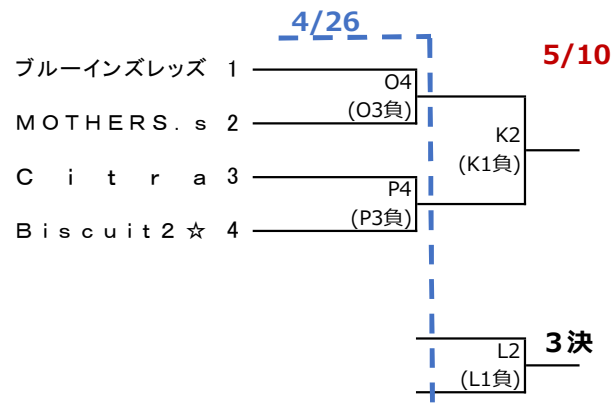 4/26
5/10
ブルーインズレッズ 1
O4
(O3負)
MOTHERS.s 2
K2
(K1負)
Citra 3
P4
(P3負)
Biscuit2☆ 4
3決
L2
(L1負)